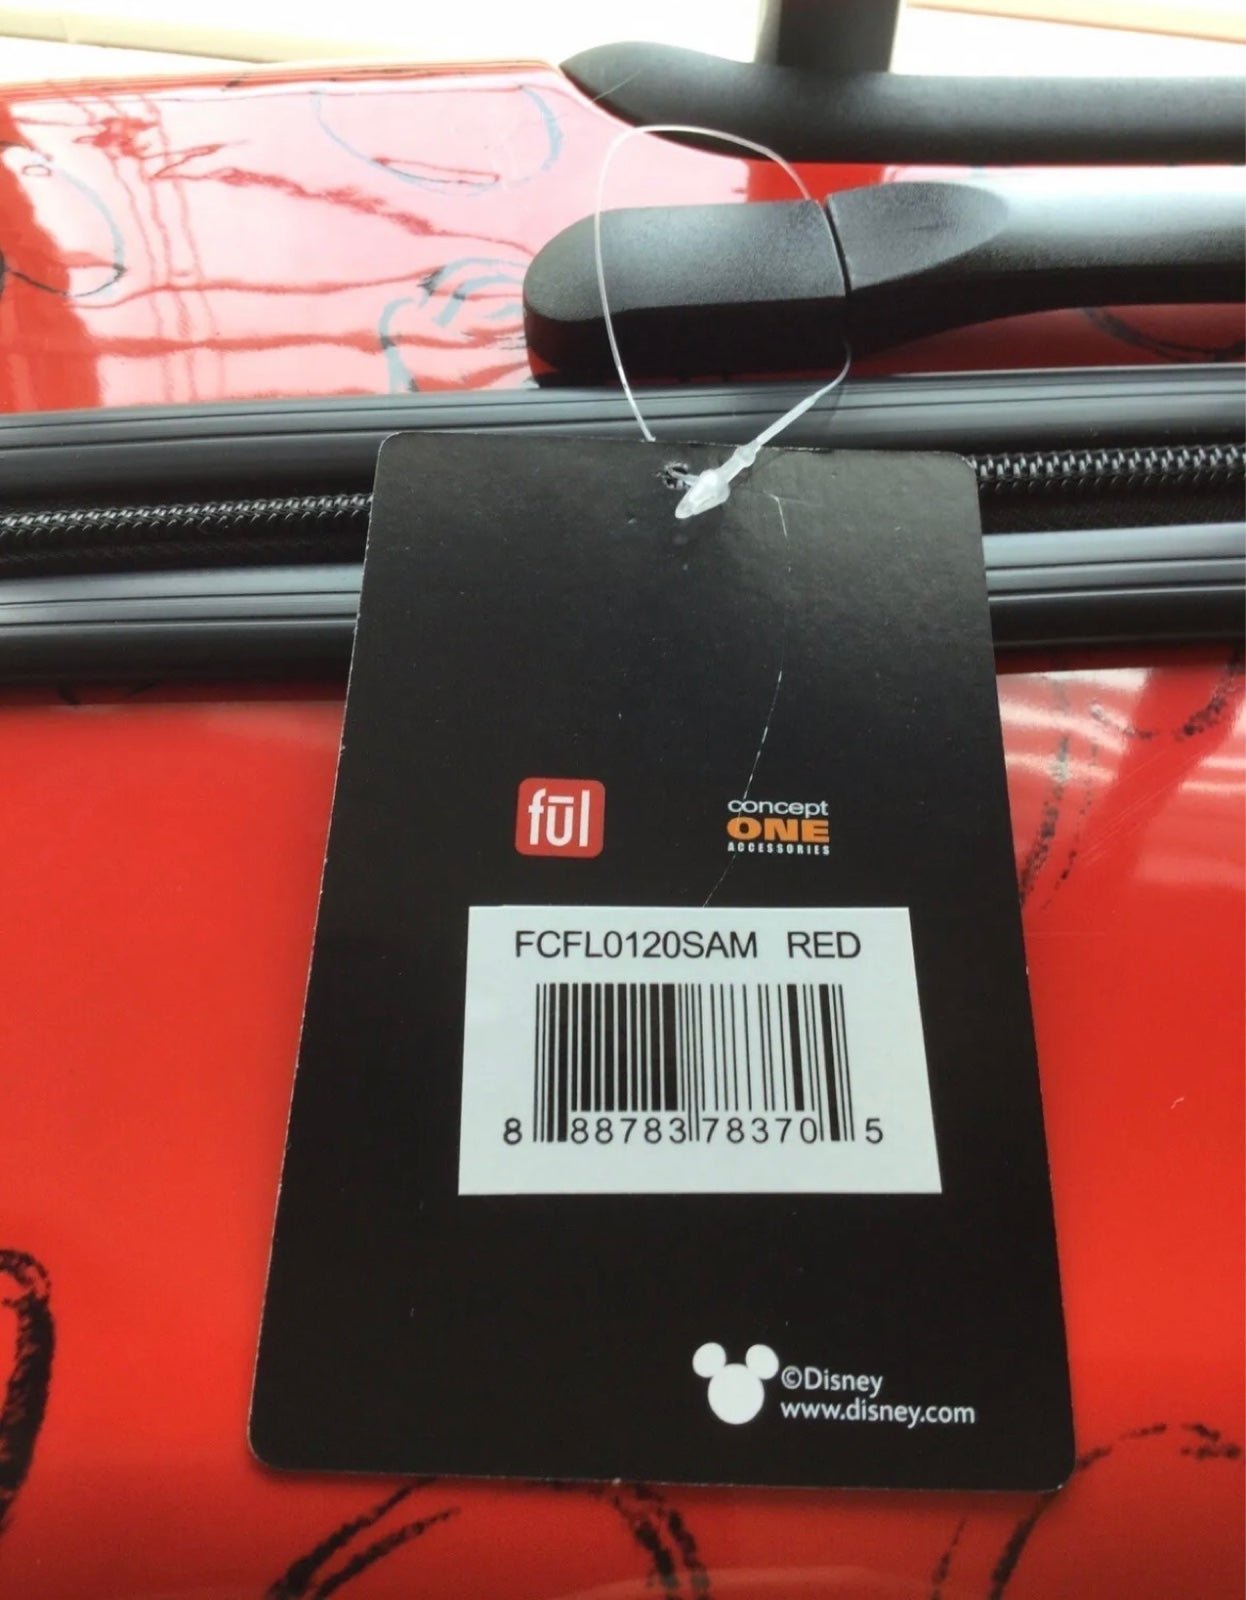 fūl
concept
ONE
ACCESSORIES
FCFL0120SAM RED
8 88783 78370 5
©Disney
www.disney.com